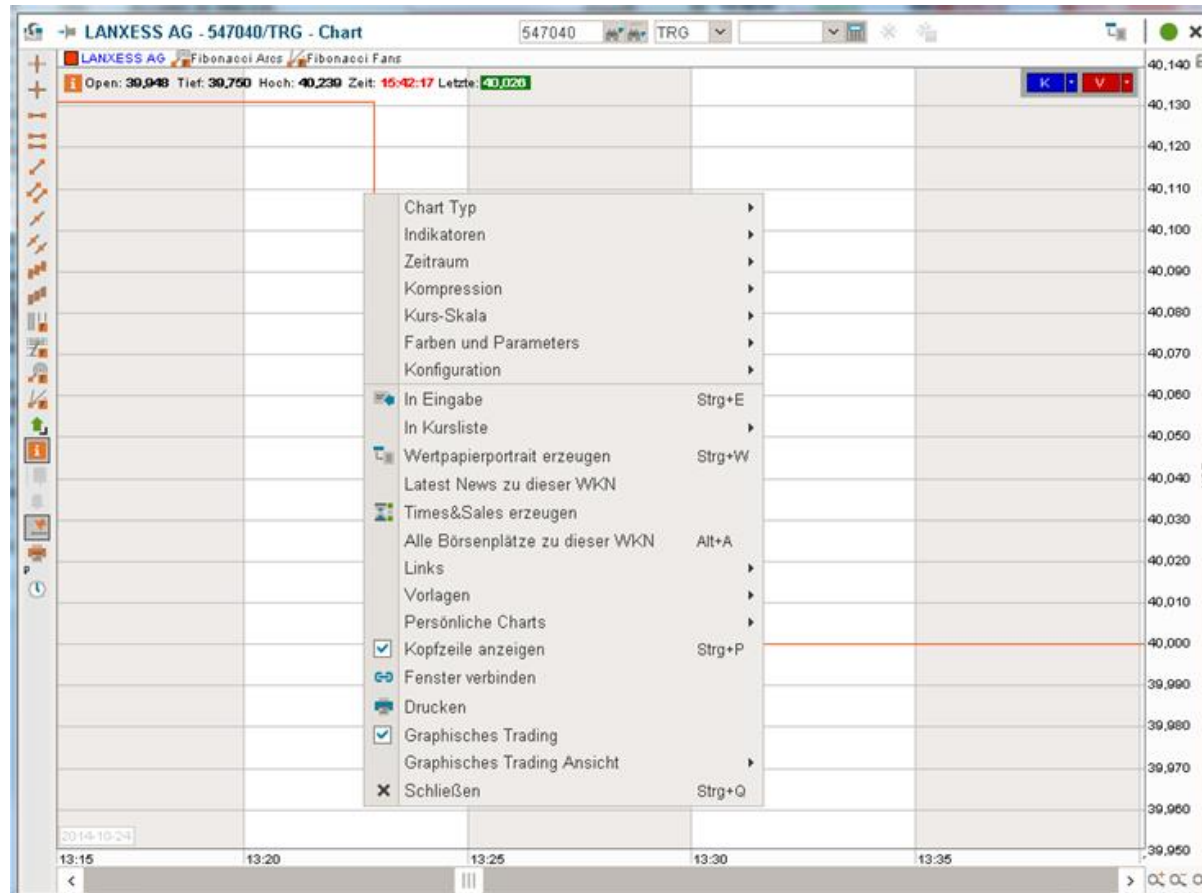 LANXESS AG - 547040/TRG - Chart 547040 TRG
LANXESS AG Fibonacci Arcs Fibonacci Fans
Open: 39,948 Tief: 39,750 Hoch: 40,239 Zeit: 15:42:17 Letzte: 40,026 K V
40,140
40,130
40,120
40,110
40,100
40,090
40,080
40,070
40,060
40,050
40,040
40,030
40,020
40,010
40,000
39,990
39,980
39,970
39,960
39,950
Chart Typ
Indikatoren
Zeitraum
Kompression
Kurs-Skala
Farben und Parameters
Konfiguration
In Eingabe Strg+E
In Kursliste
Wertpapierportrait erzeugen Strg+W
Latest News zu dieser WKN
Times&Sales erzeugen
Alle Börsenplätze zu dieser WKN Alt+A
Links
Vorlagen
Persönliche Charts
Kopfzeile anzeigen Strg+P
Fenster verbinden
Drucken
Graphisches Trading
Graphisches Trading Ansicht
Schließen Strg+Q
P
2014-10-24
13:15 13:20 13:25 13:30 13:35